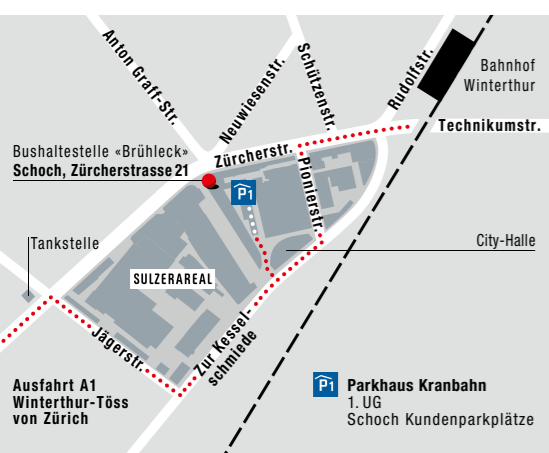 Anton Graff-Str.
Neuwiesenstr.
Schützenstr.
Rudolfstr.
Bahnhof
Winterthur
Technikumstr.
Zürcherstr.
Bushaltestelle «Brühleck»
Schoch, Zürcherstrasse 21
Pionierstr.
P1
Tankstelle
City-Halle
SULZERAREAL
Jägerstr.
Zur Kessel-
schmiede
Ausfahrt A1
Winterthur-Töss
von Zürich
P1 Parkhaus Kranbahn
1. UG
Schoch Kundenparkplätze